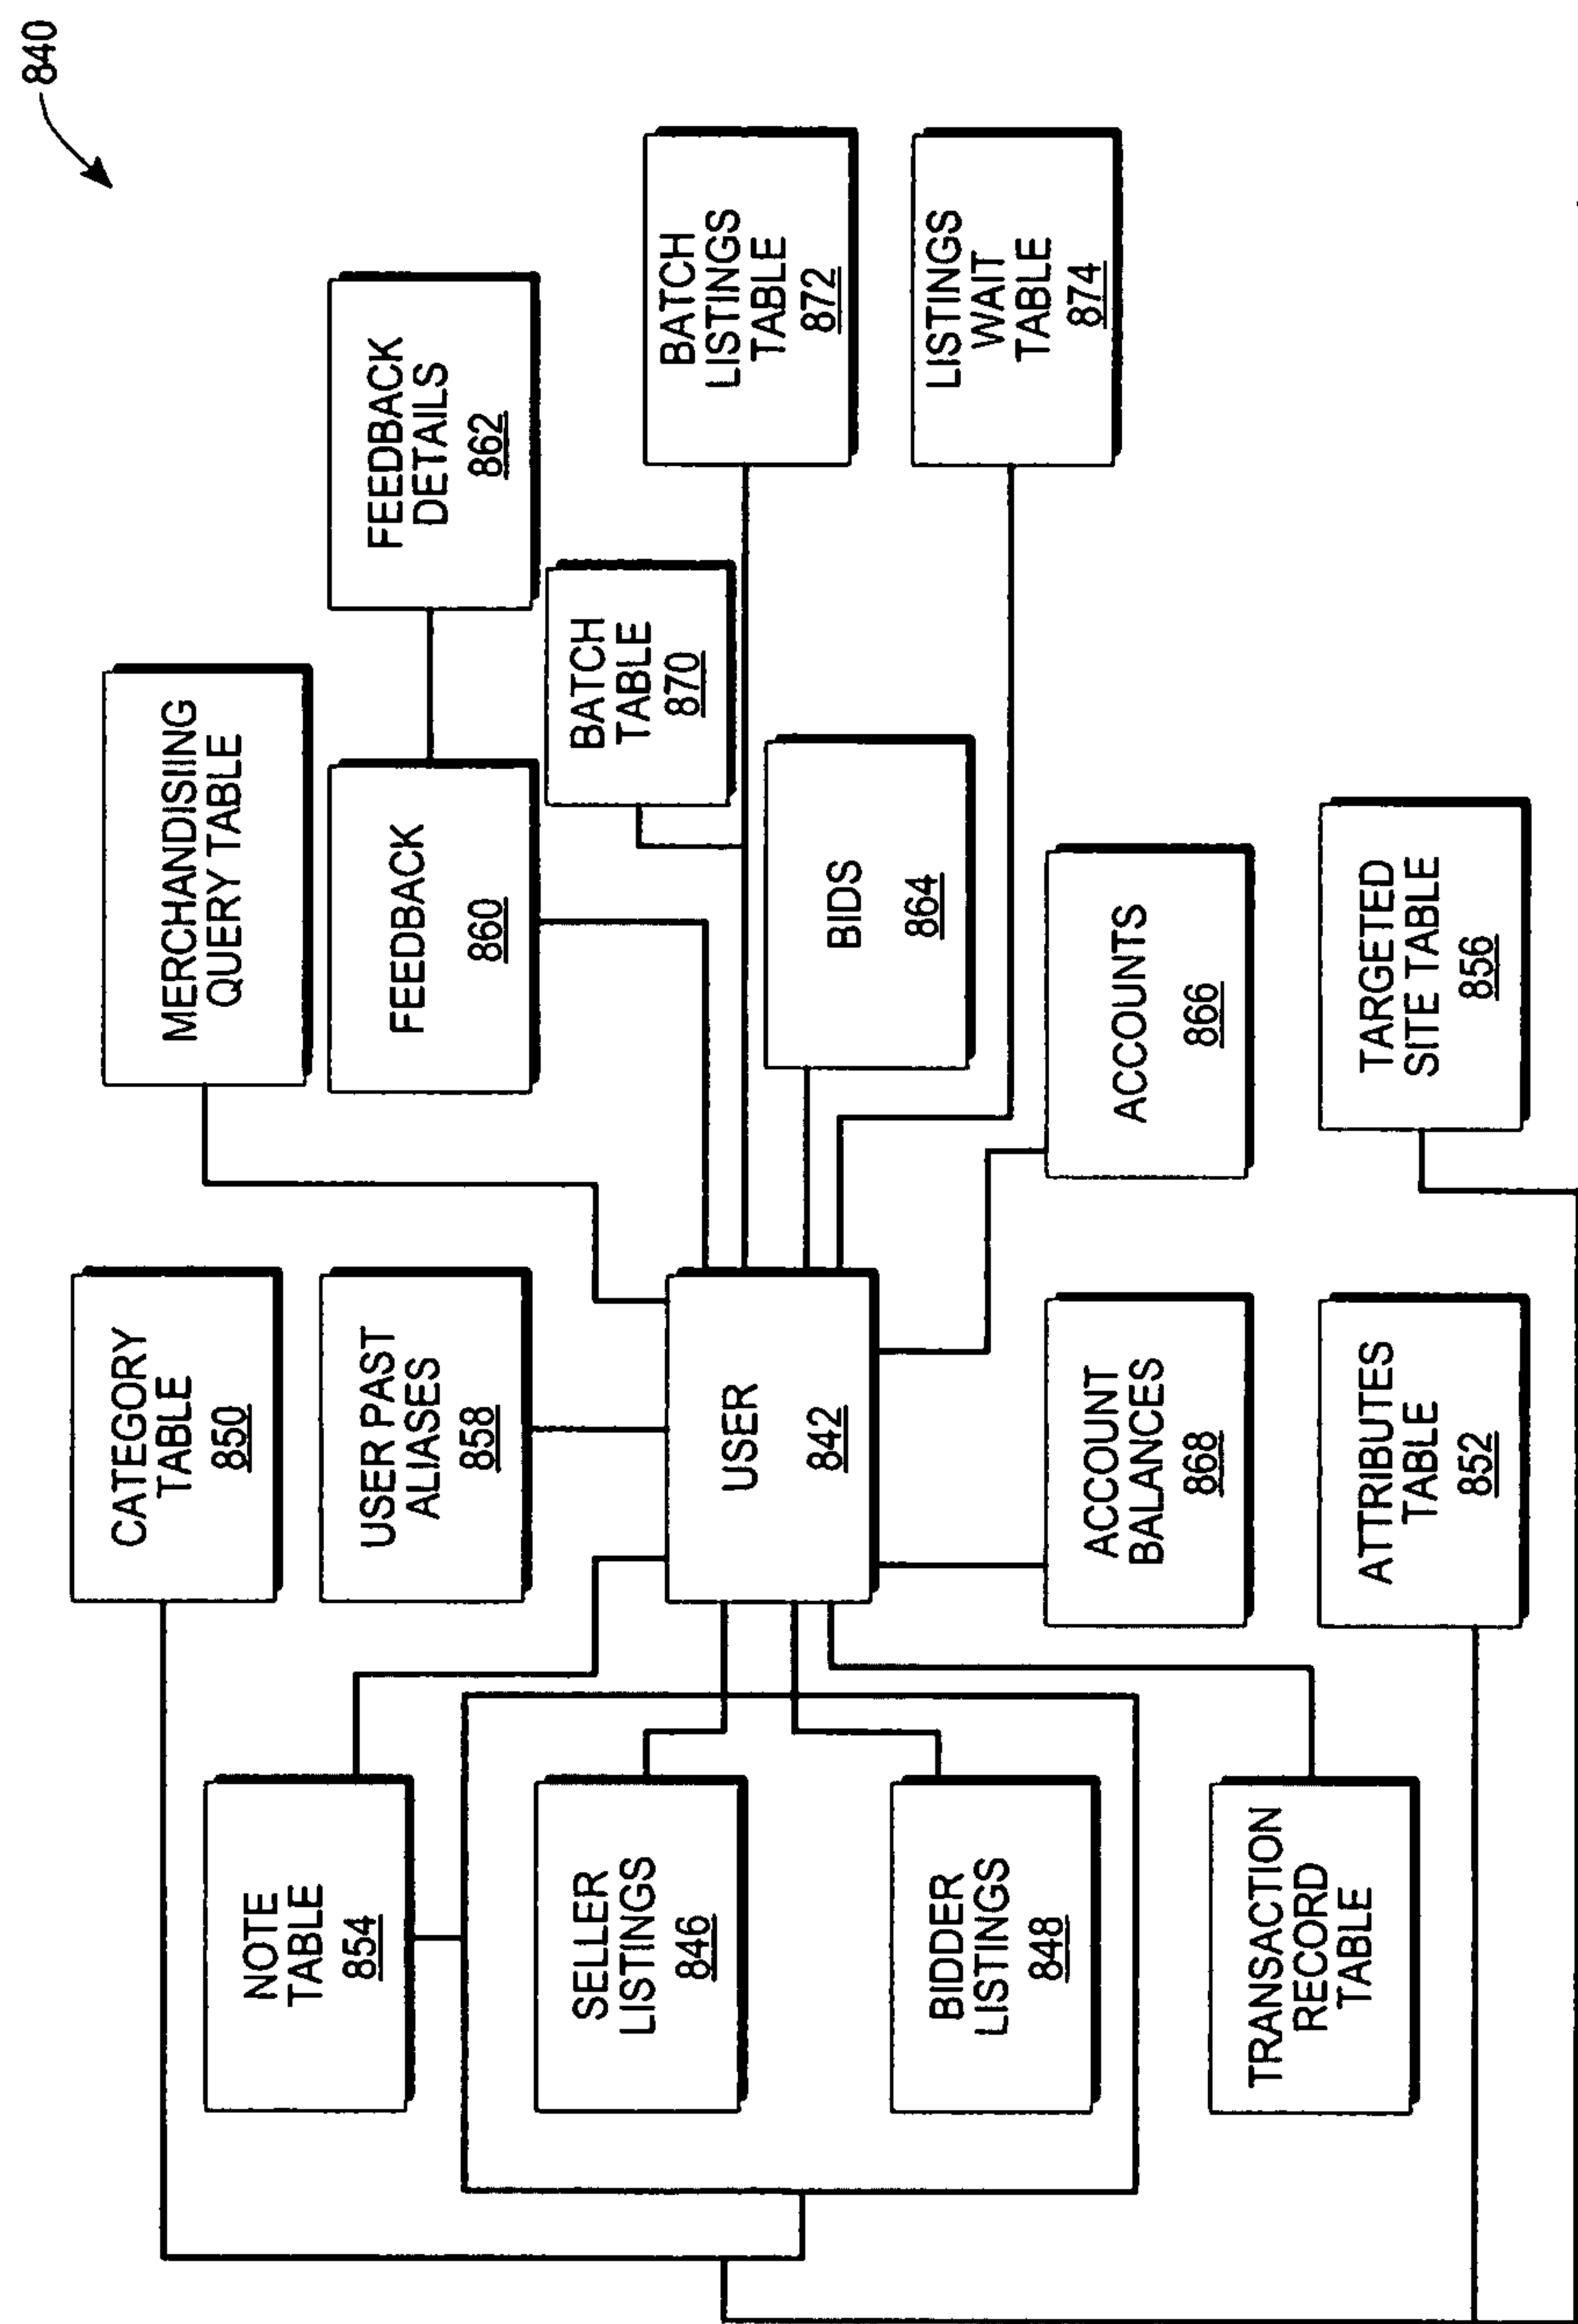 840
CATEGORY
TABLE
850
MERCHANDISIING
QUERY TABLE
NOTE
TABLE
854
USER PAST
ALIASES
858
FEEDBACK
860
FEEDBACK
DETAILS
862
BATCH
TABLE
870
SELLER
LISTINGS
846
USER
842
BATCH
LISTINGS
TABLE
872
BIDS
864
BIDDER
LISTINGS
848
LISTINGS
WAIT
TABLE
874
ACCOUNT
BALANCES
868
ACCOUNTS
866
TRANSACTION
RECORD
TABLE
ATTRIBUTES
TABLE
852
TARGETED
SITE TABLE
856